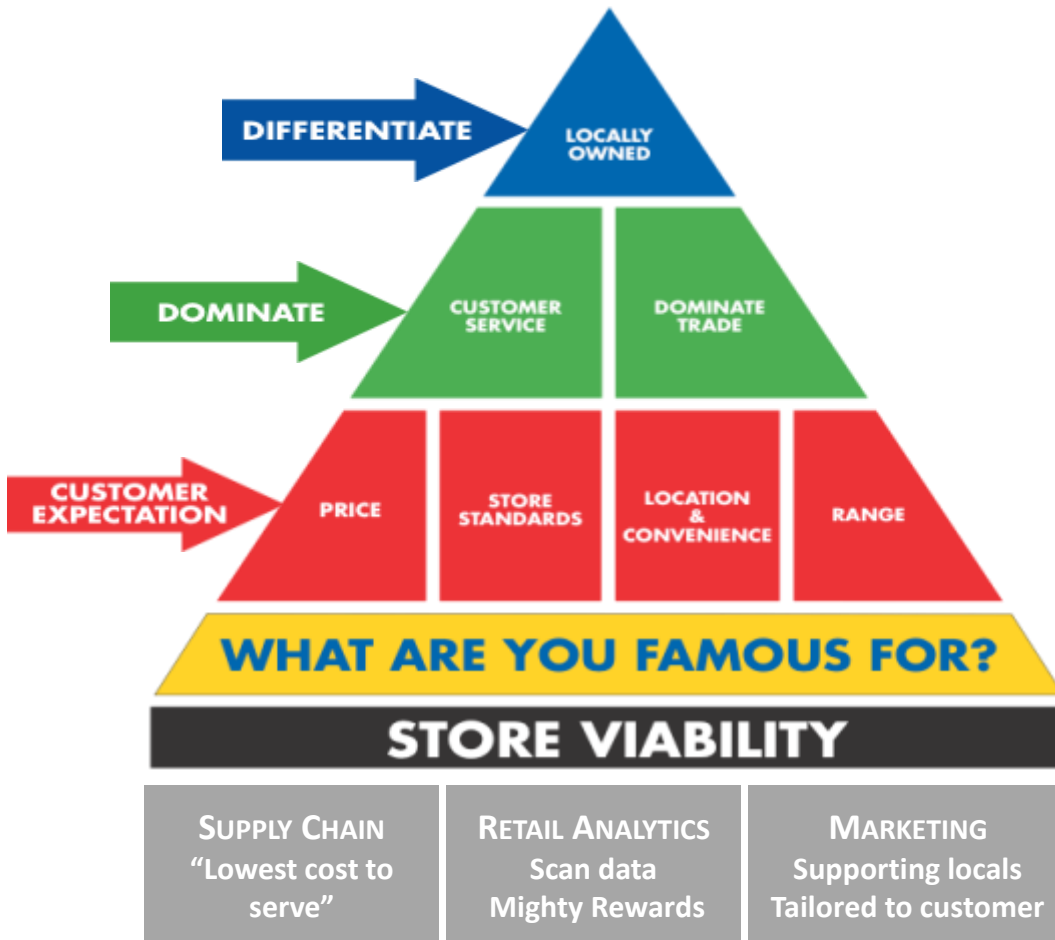 DIFFERENTIATE
LOCALLY
OWNED
DOMINATE
CUSTOMER
SERVICE
DOMINATE
TRADE
CUSTOMER
EXPECTATION
PRICE
STORE
STANDARDS
LOCATION
&
CONVENIENCE
RANGE
WHAT ARE YOU FAMOUS FOR?
STORE VIABILITY
SUPPLY CHAIN
“Lowest cost to
serve”
RETAIL ANALYTICS
Scan data
Mighty Rewards
MARKETING
Supporting locals
Tailored to customer